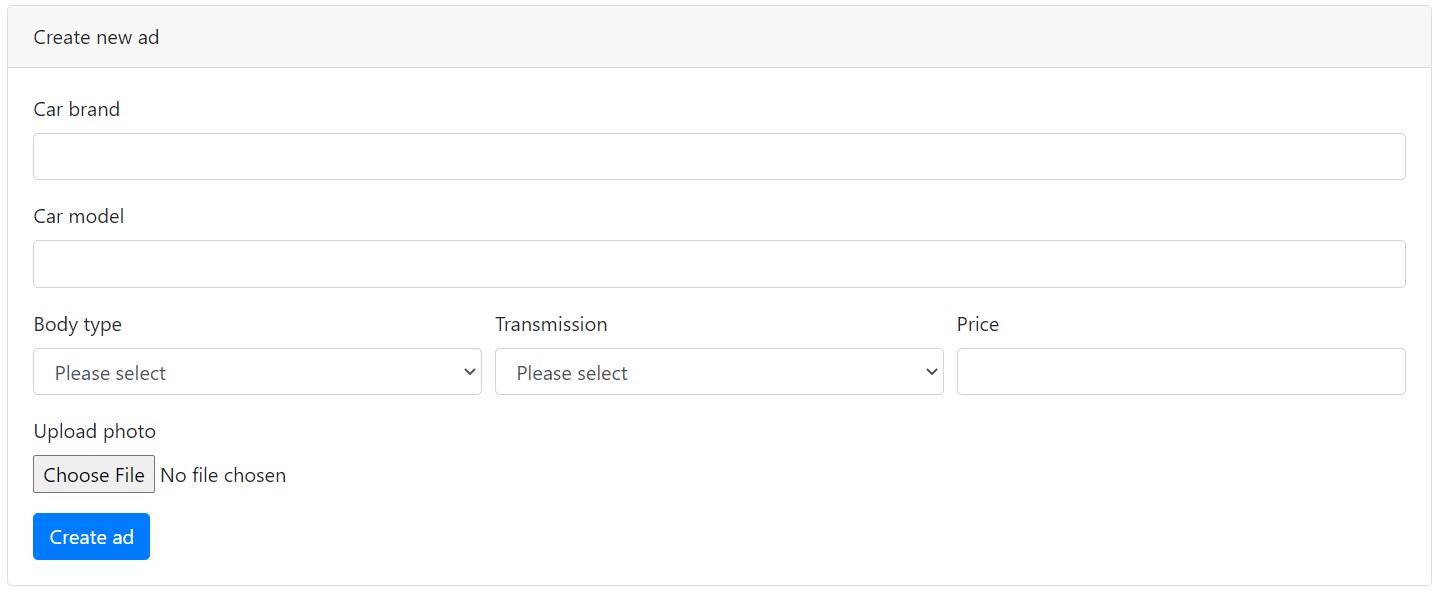 Create new ad
Car brand
Car model
Body type Transmission Price
Please select Please select
Upload photo
Choose File No file chosen
Create ad